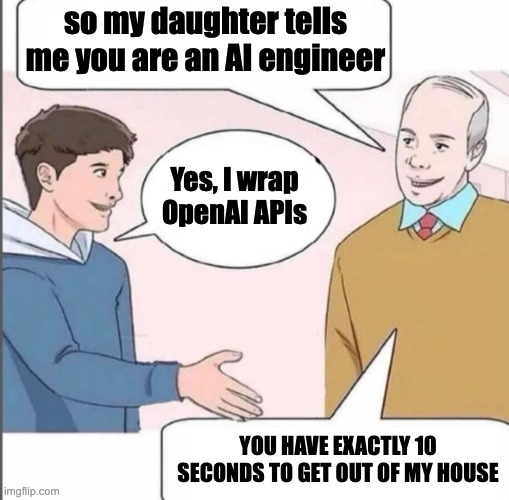 so my daughter tells
me you are an AI engineer
Yes, I wrap
OpenAI APIs
YOU HAVE EXACTLY 10
SECONDS TO GET OUT OF MY HOUSE
imgflip.com